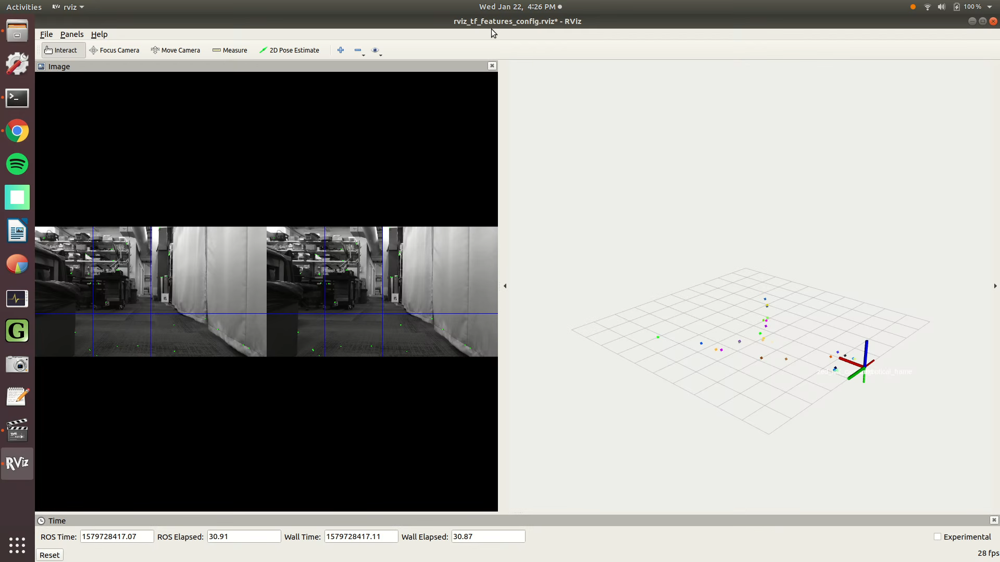 Activities
rviz
Wed Jan 22, 4:26 PM
100 %
rviz_tf_features_config.rviz* - RViz
File Panels Help
Interact Focus Camera Move Camera Measure 2D Pose Estimate
Image
RViz
G
Time
ROS Time: 1579728417.07 ROS Elapsed: 30.91 Wall Time: 1579728417.11 Wall Elapsed: 30.87 Experimental
Reset
28 fps